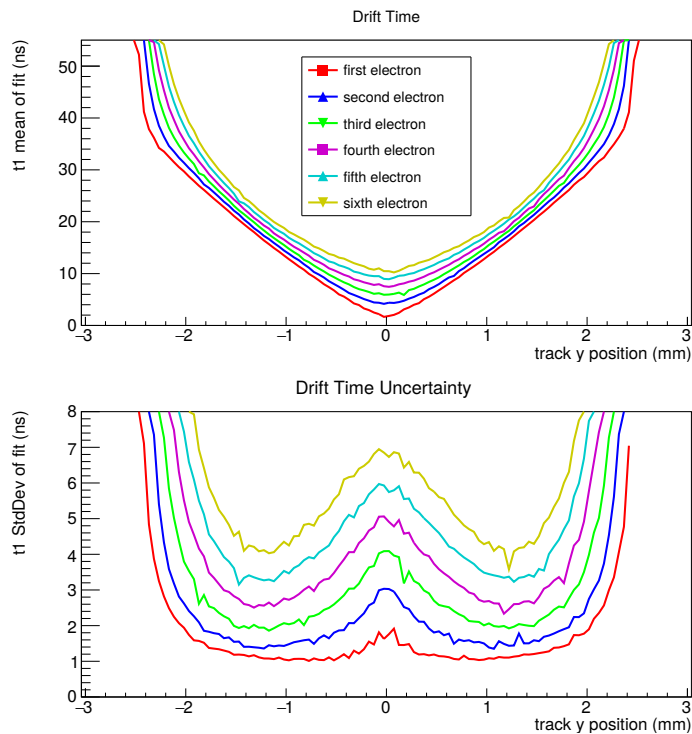 Drift Time
t1 mean of fit (ns)
50
40
30
20
10
0
first electron
second electron
third electron
fourth electron
fifth electron
sixth electron
−3 −2 −1 0 1 2 3
track y position (mm)
Drift Time Uncertainty
t1 StdDev of fit (ns)
8
7
6
5
4
3
2
1
0
−3 −2 −1 0 1 2 3
track y position (mm)